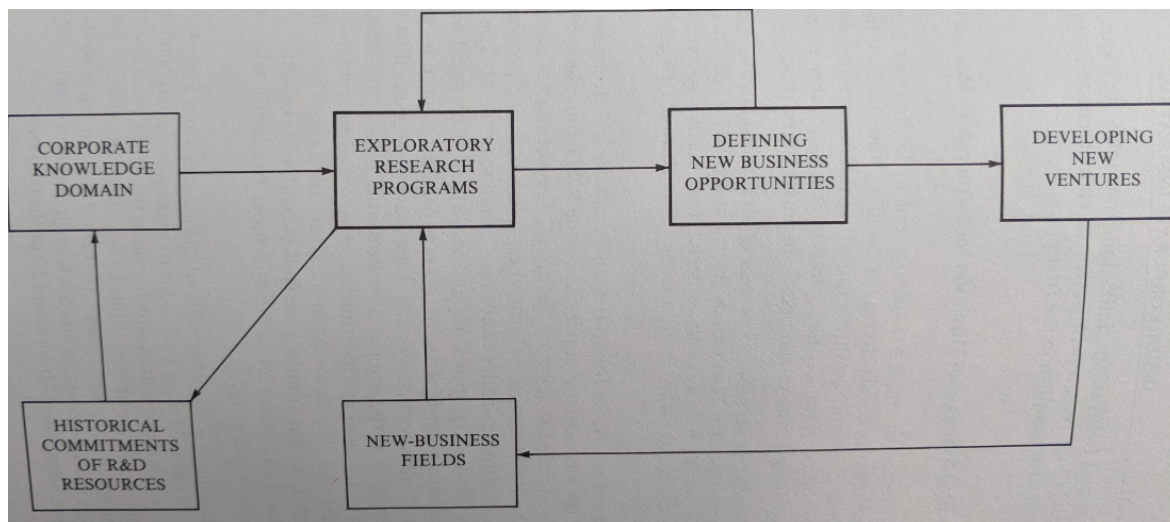 CORPORATE
KNOWLEDGE
DOMAIN
EXPLORATORY
RESEARCH
PROGRAMS
DEFINING
NEW BUSINESS
OPPORTUNITIES
DEVELOPING
NEW
VENTURES
HISTORICAL
COMMITMENTS
OF R&D
RESOURCES
NEW-BUSINESS
FIELDS